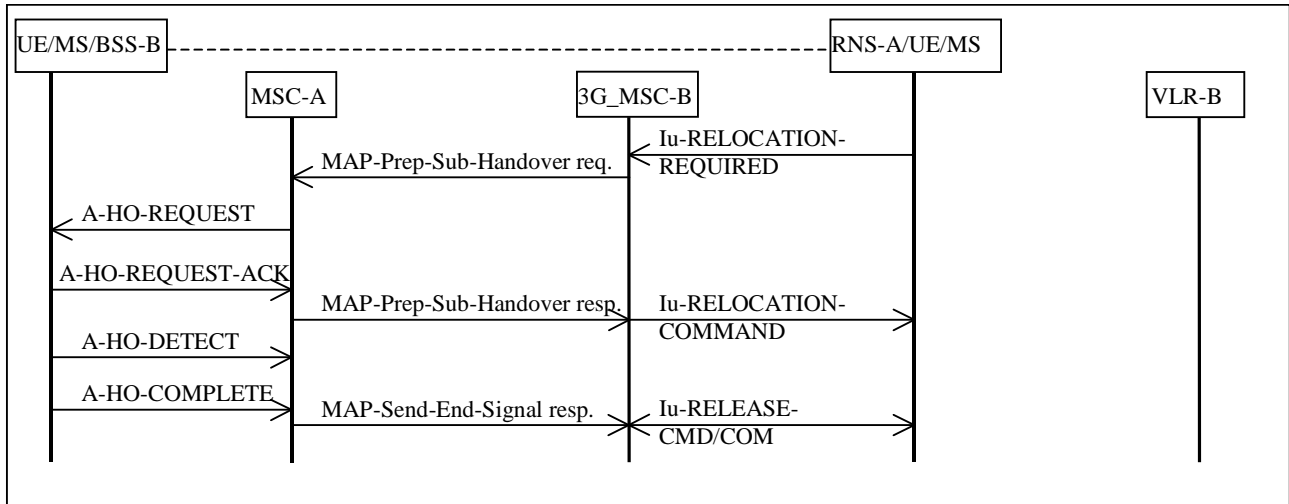 UE/MS/BSS-B
RNS-A/UE/MS
MSC-A
3G_MSC-B
VLR-B
Iu-RELOCATION-
REQUIRED
MAP-Prep-Sub-Handover req.
A-HO-REQUEST
A-HO-REQUEST-ACK
MAP-Prep-Sub-Handover resp.
Iu-RELOCATION-
COMMAND
A-HO-DETECT
A-HO-COMPLETE
MAP-Send-End-Signal resp.
Iu-RELEASE-
CMD/COM